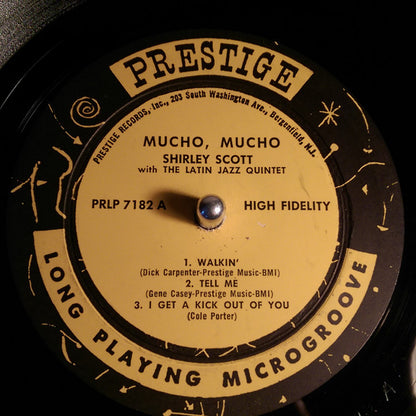 PRESTIGE
PRESTIGE RECORDS, Inc., 203 South Washington Ave., Bergenfield, N.J.
MUCHO, MUCHO
SHIRLEY SCOTT
with THE LATIN JAZZ QUINTET
PRLP 7182 A HIGH FIDELITY
1. WALKIN'
(Dick Carpenter-Prestige Music-BMI)
2. TELL ME
(Gene Casey-Prestige Music-BMI)
3. I GET A KICK OUT OF YOU
(Cole Porter)
LONG PLAYING MICROGROOVE
A